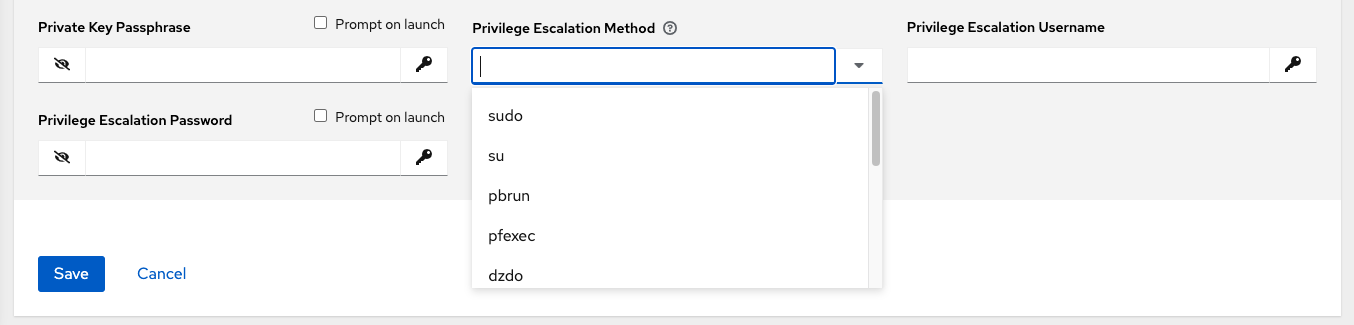 Private Key Passphrase
Prompt on launch
Privilege Escalation Method
Privilege Escalation Username
Privilege Escalation Password
Prompt on launch
sudo
su
pbrun
pfexec
dzdo
Save
Cancel